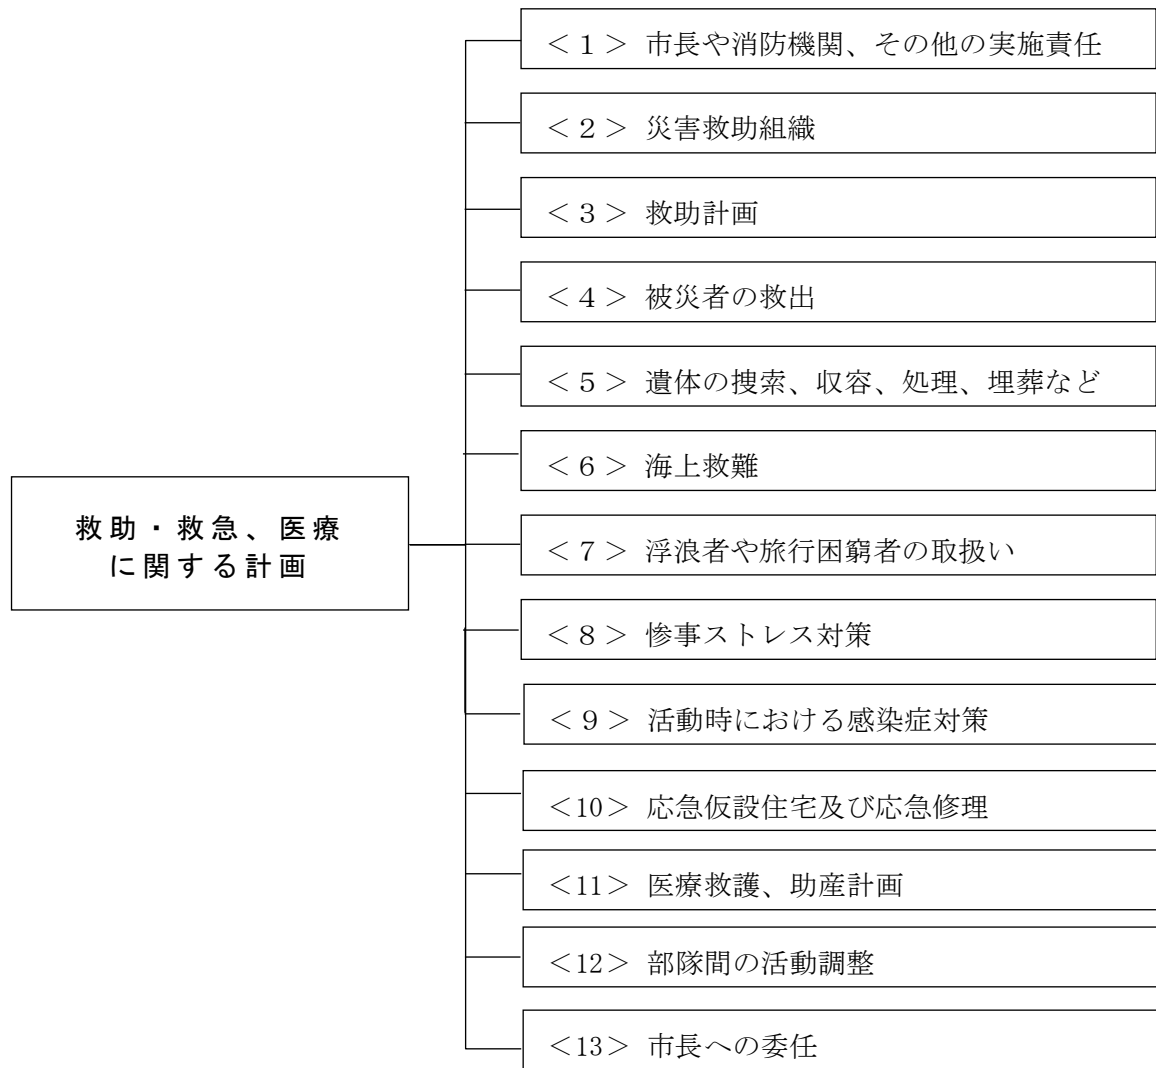 ＜１＞ 市長や消防機関、その他の実施責任
＜２＞ 災害救助組織
＜３＞ 救助計画
＜４＞ 被災者の救出
＜５＞ 遺体の捜索、収容、処理、埋葬など
＜６＞ 海上救難
救助・救急、医療
に関する計画
＜７＞ 浮浪者や旅行困窮者の取扱い
＜８＞ 惨事ストレス対策
＜９＞ 活動時における感染症対策
＜10＞ 応急仮設住宅及び応急修理
＜11＞ 医療救護、助産計画
＜12＞ 部隊間の活動調整
＜13＞ 市長への委任